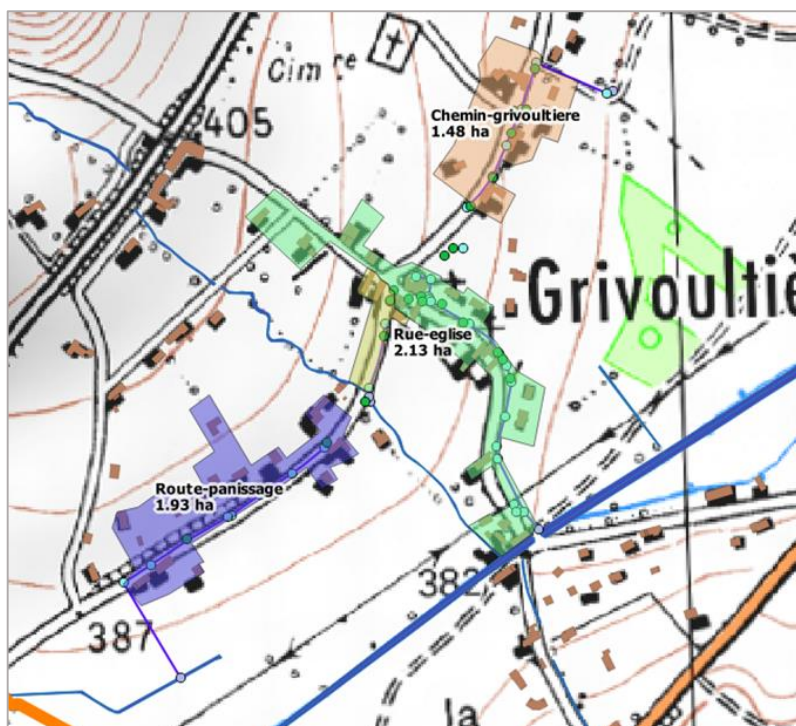 Cim re
405
Chemin-grivoultiere
1.48 ha
Grivoultiè
Rue-eglise
2.13 ha
Route-panissage
1.93 ha
382
387
la